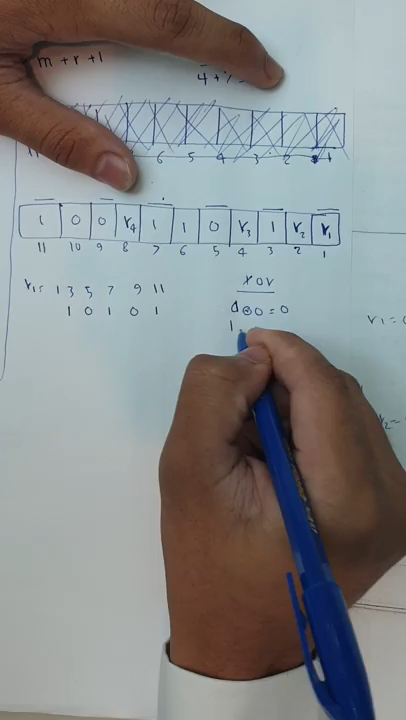 m + r + 1
4 + 7
6 5 4 3 2 1
1 0 0 r₄ 1 1 0 r₃ 1 r₂ r₁
11 10 9 8 7 6 5 4 3 2 1
r₁ = 1 3 5 7 9 11
1 0 1 0 1
XOR
0 ⊕ 0 = 0
1
r₁ = 0
r₂ =